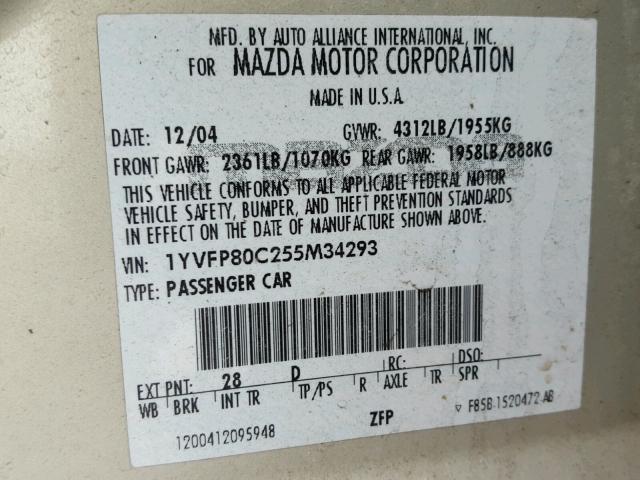 MFD. BY AUTO ALLIANCE INTERNATIONAL, INC.
FOR MAZDA MOTOR CORPORATION
MADE IN U.S.A.
DATE: 12/04 GVWR: 4312LB/1955KG
FRONT GAWR: 2361LB/1070KG REAR GAWR: 1958LB/888KG
THIS VEHICLE CONFORMS TO ALL APPLICABLE FEDERAL MOTOR
VEHICLE SAFETY, BUMPER, AND THEFT PREVENTION STANDARDS
IN EFFECT ON THE DATE OF MANUFACTURE SHOWN ABOVE.
VIN: 1YVFP80C255M34293
TYPE: PASSENGER CAR
EXT PNT: 28 D RC: DSO:
WB BRK INT TR TP/PS R AXLE TR SPR
1200412095948 ZFP F85B-1520472-AB